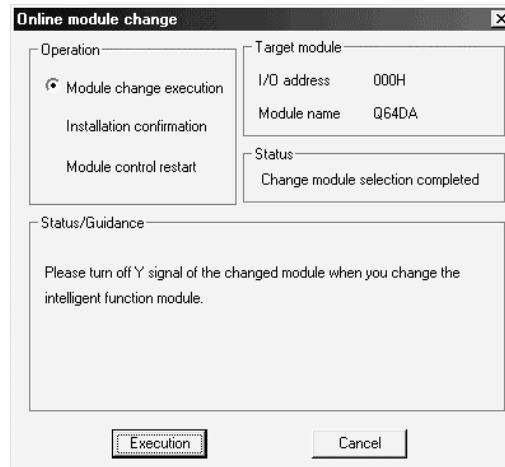 Online module change
Operation
Module change execution
Installation confirmation
Module control restart
Target module
I/O address 000H
Module name Q64DA
Status
Change module selection completed
Status/Guidance
Please turn off Y signal of the changed module when you change the
intelligent function module.
Execution
Cancel